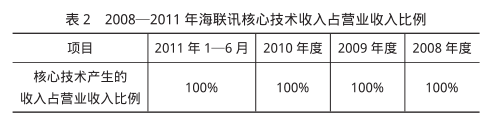 表 2 2008—2011 年海联讯核心技术收入占营业收入比例
项目 2011 年 1—6 月 2010 年度 2009 年度 2008 年度
核心技术产生的
收入占营业收入比例 100% 100% 100% 100%